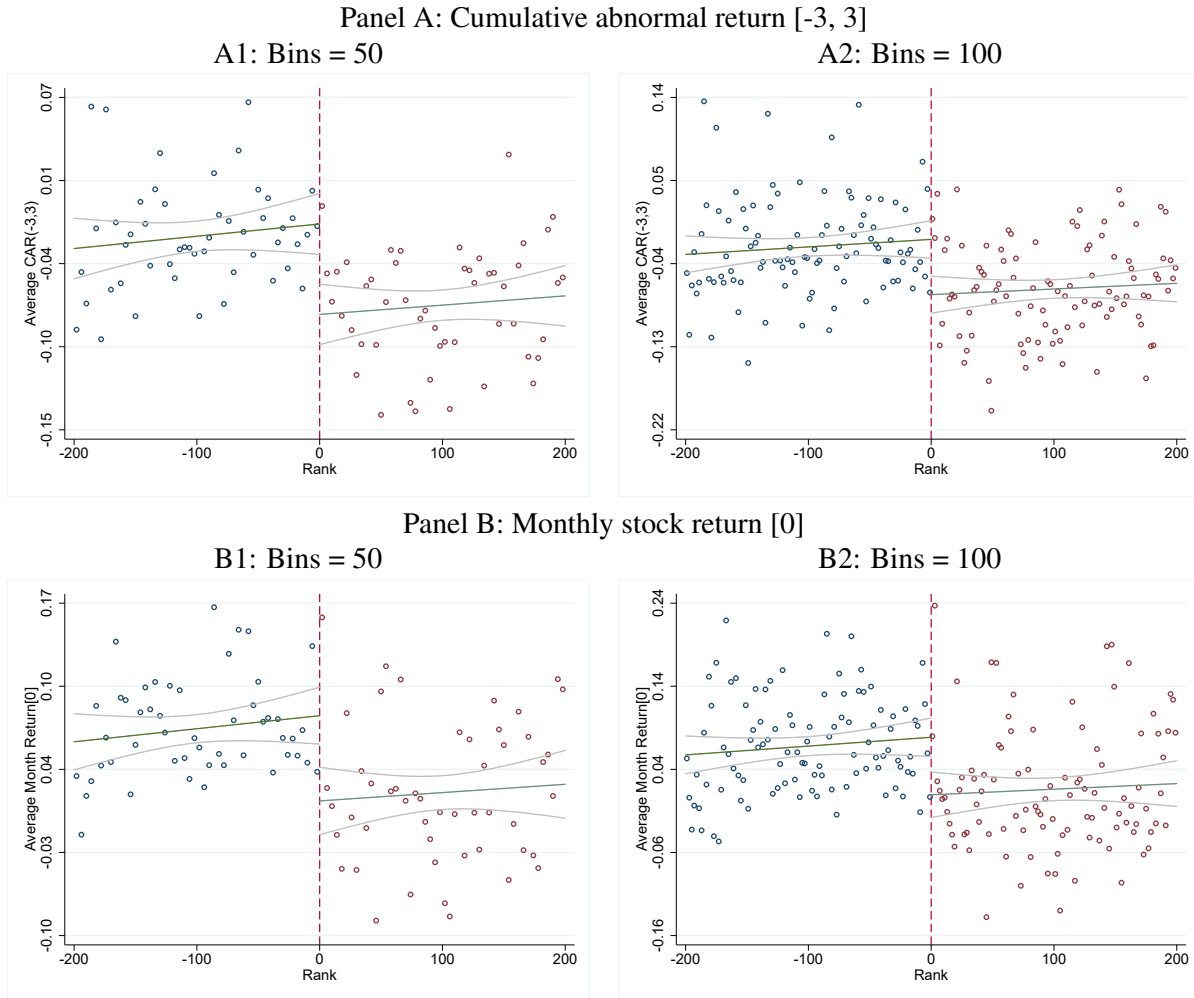 Panel A: Cumulative abnormal return [-3, 3]
A1: Bins = 50
A2: Bins = 100
Average CAR(-3,3)
0.07
0.01
-0.04
-0.10
-0.15
-200
-100
0
100
200
Rank
Average CAR(-3,3)
0.14
0.05
-0.04
-0.13
-0.22
-200
-100
0
100
200
Rank
Panel B: Monthly stock return [0]
B1: Bins = 50
B2: Bins = 100
Average Month Return[0]
0.17
0.10
0.04
-0.03
-0.10
-200
-100
0
100
200
Rank
Average Month Return[0]
0.24
0.14
0.04
-0.06
-0.16
-200
-100
0
100
200
Rank